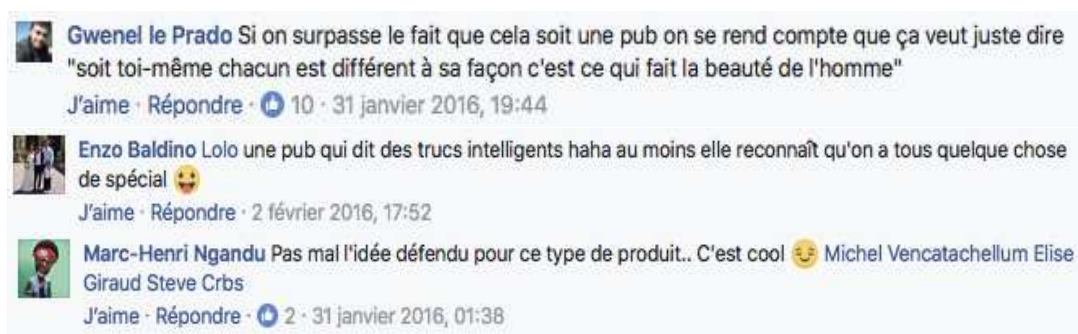 Gwenel le Prado Si on surpasse le fait que cela soit une pub on se rend compte que ça veut juste dire
"soit toi-même chacun est différent à sa façon c'est ce qui fait la beauté de l'homme"
J'aime · Répondre · 10 · 31 janvier 2016, 19:44
Enzo Baldino Lolo une pub qui dit des trucs intelligents haha au moins elle reconnaît qu'on a tous quelque chose
de spécial
J'aime · Répondre · 2 février 2016, 17:52
Marc-Henri Ngandu Pas mal l'idée défendu pour ce type de produit.. C'est cool Michel Vencatachellum Elise
Giraud Steve Crbs
J'aime · Répondre · 2 · 31 janvier 2016, 01:38